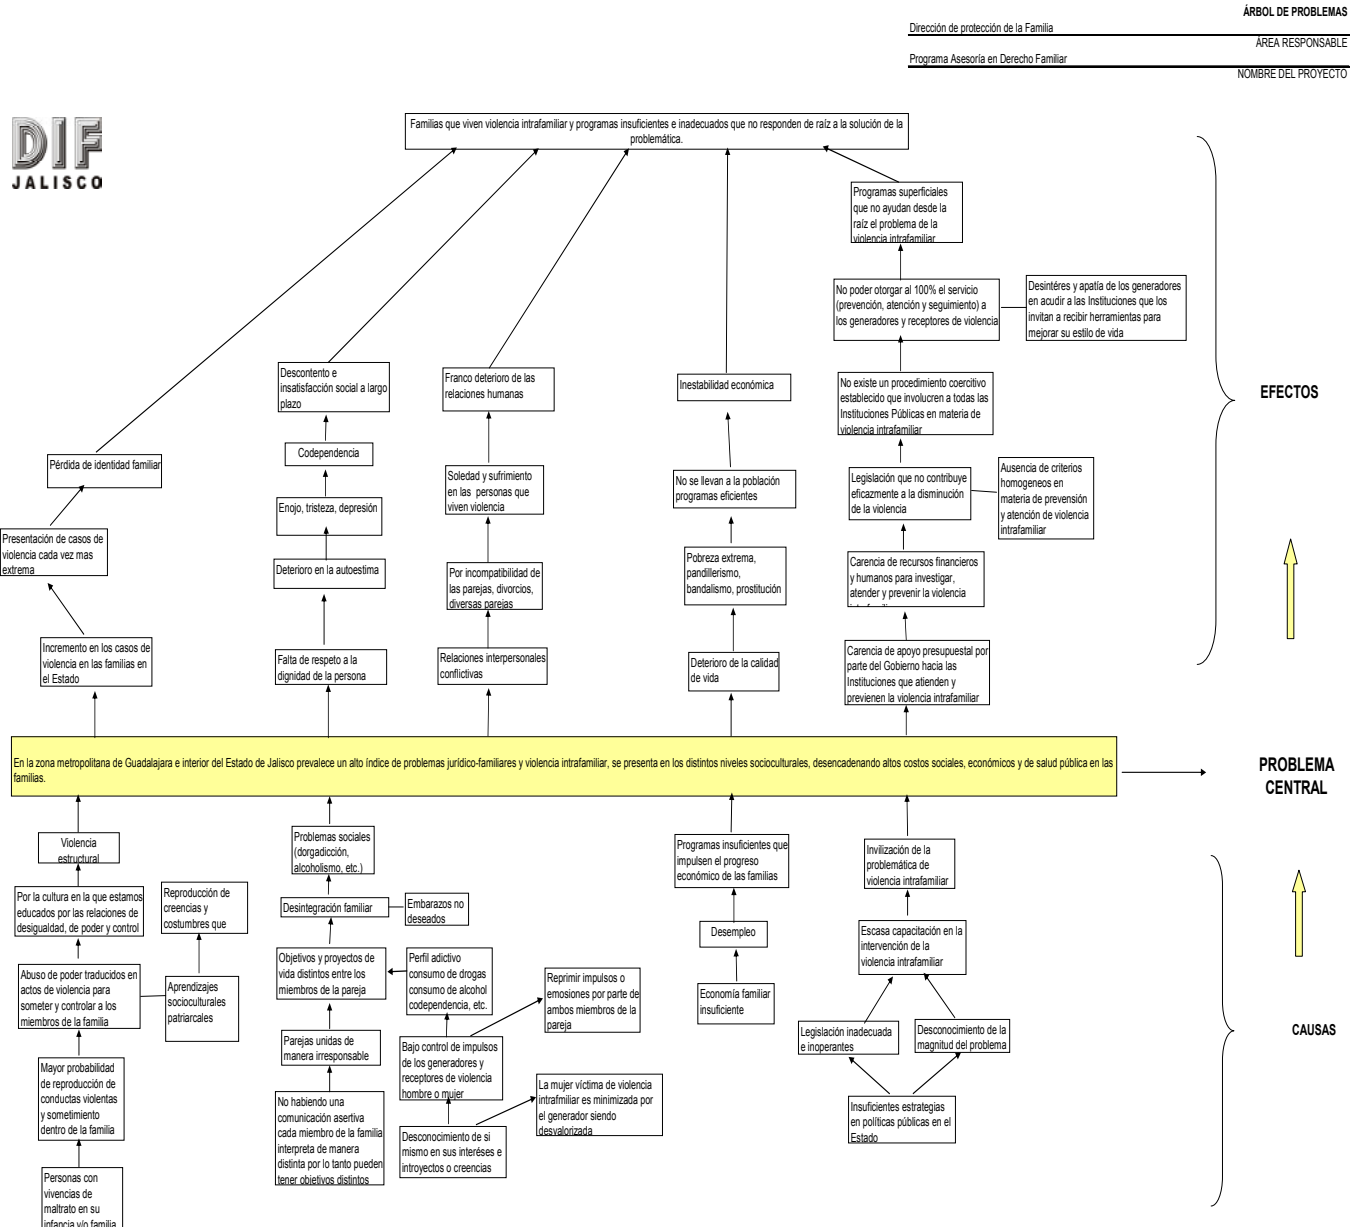 ÁRBOL DE PROBLEMAS
Dirección de protección de la Familia
ÁREA RESPONSABLE
Programa Asesoría en Derecho Familiar
NOMBRE DEL PROYECTO
DIF
JALISCO
Familias que viven violencia intrafamiliar y programas insuficientes e inadecuados que no responden de raíz a la solución de la
problemática.
Programas superficiales
que no ayudan desde la
raíz el problema de la
violencia intrafamiliar
No poder otorgar al 100% el servicio
(prevención, atención y seguimiento) a
los generadores y receptores de violencia
Desintéres y apatía de los generadores
en acudir a las Instituciones que los
invitan a recibir herramientas para
mejorar su estilo de vida
Descontento e
insatisfacción social a largo
plazo
Franco deterioro de las
relaciones humanas
Inestabilidad económica
No existe un procedimiento coercitivo
establecido que involucren a todas las
Instituciones Públicas en materia de
violencia intrafamiliar
EFECTOS
Pérdida de identidad familiar
Codependencia
Soledad y sufrimiento
en las personas que
viven violencia
No se llevan a la población
programas eficientes
Legislación que no contribuye
eficazmente a la disminución
de la violencia
Ausencia de criterios
homogeneos en
materia de prevención
y atención de violencia
intrafamiliar
Enojo, tristeza, depresión
Presentación de casos de
violencia cada vez mas
extrema
Deterioro en la autoestima
Por incompatibilidad de
las parejas, divorcios,
diversas parejas
Pobreza extrema,
pandillerismo,
bandalismo, prostitución
Carencia de recursos financieros
y humanos para investigar,
atender y prevenir la violencia
Incremento en los casos de
violencia en las familias en
el Estado
Falta de respeto a la
dignidad de la persona
Relaciones interpersonales
conflictivas
Deterioro de la calidad
de vida
Carencia de apoyo presupuestal por
parte del Gobierno hacia las
Instituciones que atienden y
previenen la violencia intrafamiliar
En la zona metropolitana de Guadalajara e interior del Estado de Jalisco prevalece un alto índice de problemas jurídico-familiares y violencia intrafamiliar, se presenta en los distintos niveles socioculturales, desencadenando altos costos sociales, económicos y de salud pública en las
familias.
PROBLEMA
CENTRAL
Violencia
estructural
Problemas sociales
(dorgadicción,
alcoholismo, etc.)
Programas insuficientes que
impulsen el progreso
económico de las familias
Invilización de la
problemática de
violencia intrafamiliar
Por la cultura en la que estamos
educados por las relaciones de
desigualdad, de poder y control
Reproducción de
creencias y
costumbres que
Desintegración familiar
Embarazos no
deseados
Desempleo
Escasa capacitación en la
intervención de la
violencia intrafamiliar
Abuso de poder traducidos en
actos de violencia para
someter y controlar a los
miembros de la familia
Aprendizajes
socioculturales
patriarcales
Objetivos y proyectos de
vida distintos entre los
miembros de la pareja
Perfil adictivo
consumo de drogas
consumo de alcohol
codependencia, etc.
Reprimir impulsos o
emosiones por parte de
ambos miembros de la
pareja
Economía familiar
insuficiente
Legislación inadecuada
e inoperantes
Desconocimiento de la
magnitud del problema
CAUSAS
Mayor probabilidad
de reproducción de
conductas violentas
y sometimiento
dentro de la familia
Parejas unidas de
manera irresponsable
Bajo control de impulsos
de los generadores y
receptores de violencia
hombre o mujer
La mujer víctima de violencia
intrafmiliar es minimizada por
el generador siendo
desvalorizada
Insuficientes estrategias
en políticas públicas en el
Estado
No habiendo una
comunicación asertiva
cada miembro de la familia
interpreta de manera
distinta por lo tanto pueden
tener objetivos distintos
Desconocimiento de si
mismo en sus interéses e
introyectos o creencias
Personas con
vivencias de
maltrato en su
infancia y/o familia